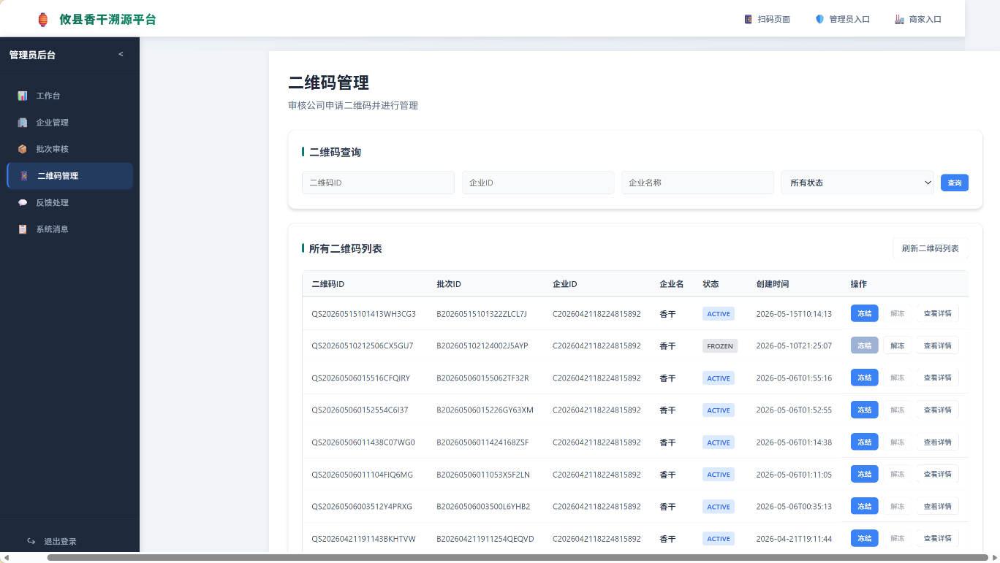 攸县香干溯源平台
扫码页面 管理员入口 商家入口
管理员后台 <
工作台
企业管理
批次审核
二维码管理
反馈处理
系统消息
退出登录
二维码管理
审核公司申请二维码并进行管理
二维码查询
二维码ID 企业ID 企业名称 所有状态 查询
所有二维码列表 刷新二维码列表
二维码ID 批次ID 企业ID 企业名 状态 创建时间 操作
QS20260515101413WH3CG3 B20260515101322ZLCL7J C2026042118224815892 香干 ACTIVE 2026-05-15T10:14:13 冻结 解冻 查看详情
QS20260510212506CX5GU7 B202605102124002J5AYP C2026042118224815892 香干 FROZEN 2026-05-10T21:25:07 冻结 解冻 查看详情
QS20260506015516CFQIRY B202605060155062TF32R C2026042118224815892 香干 ACTIVE 2026-05-06T01:55:16 冻结 解冻 查看详情
QS202605060152554C6I37 B20260506015226GY63XM C2026042118224815892 香干 ACTIVE 2026-05-06T01:52:55 冻结 解冻 查看详情
QS20260506011438C07WG0 B20260506011424168ZSF C2026042118224815892 香干 ACTIVE 2026-05-06T01:14:38 冻结 解冻 查看详情
QS20260506011104FIQ6MG B20260506011053X5F2LN C2026042118224815892 香干 ACTIVE 2026-05-06T01:11:05 冻结 解冻 查看详情
QS20260506003512Y4PRXG B20260506003500L6YHB2 C2026042118224815892 香干 ACTIVE 2026-05-06T00:35:13 冻结 解冻 查看详情
QS20260421191143BKHTVW B202604211911254QEQVD C2026042118224815892 香干 ACTIVE 2026-04-21T19:11:44 冻结 解冻 查看详情